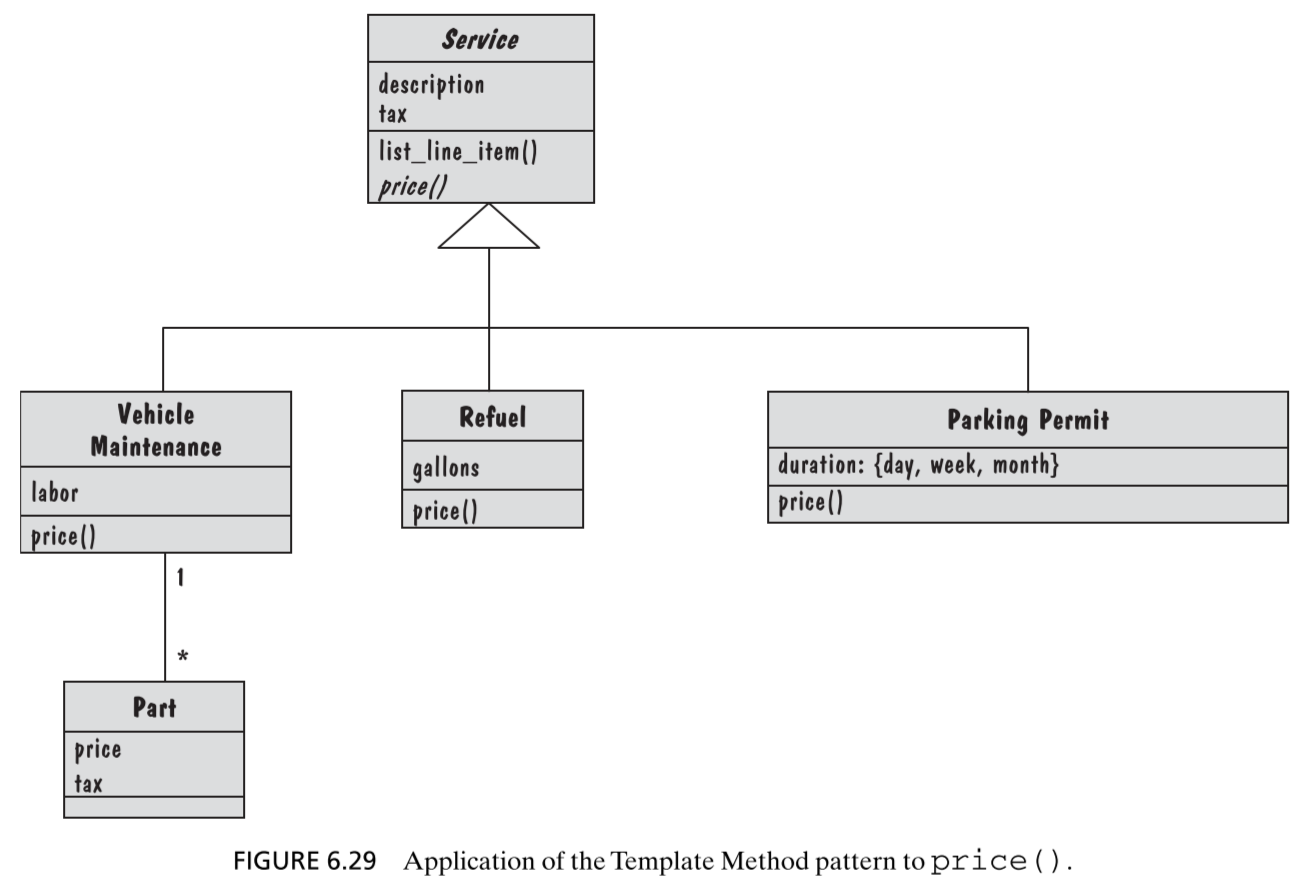 Service
description
tax
list_line_item()
price()
Vehicle
Maintenance
labor
price()
Refuel
gallons
price()
Parking Permit
duration: {day, week, month}
price()
1
*
Part
price
tax
FIGURE 6.29 Application of the Template Method pattern to price().